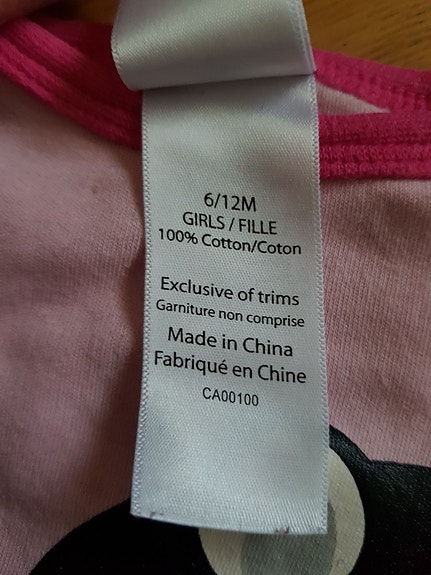 6/12M
GIRLS / FILLE
100% Cotton/Coton
Exclusive of trims
Garniture non comprise
Made in China
Fabriqué en Chine
CA00100